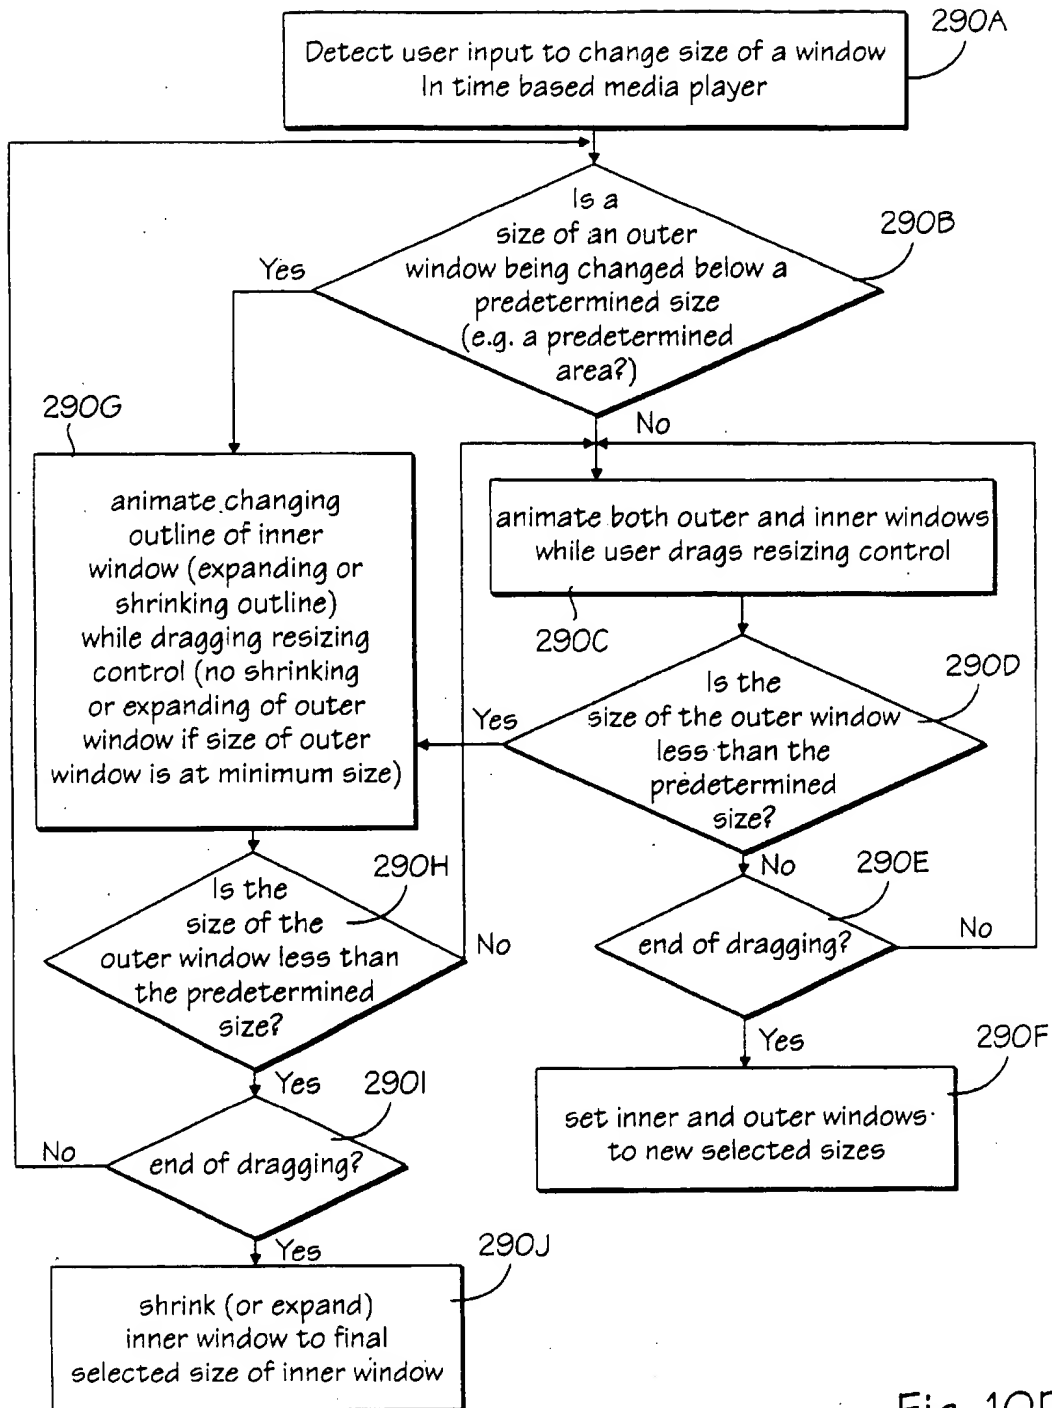 290A
Detect user input to change size of a window
In time based media player
Is a
size of an outer
window being changed below a
predetermined size
(e.g. a predetermined
area?)
290B
Yes
No
290G
animate changing
outline of inner
window (expanding or
shrinking outline)
while dragging resizing
control (no shrinking
or expanding of outer
window if size of outer
window is at minimum size)
animate both outer and inner windows
while user drags resizing control
290C
Is the
size of the outer window
less than the
predetermined
size?
290D
Yes
No
290E
end of dragging?
No
Yes
290F
set inner and outer windows
to new selected sizes
290H
Is the
size of the
outer window less than
the predetermined
size?
No
Yes
290I
end of dragging?
No
Yes
290J
shrink (or expand)
inner window to final
selected size of inner window
Fig. 10